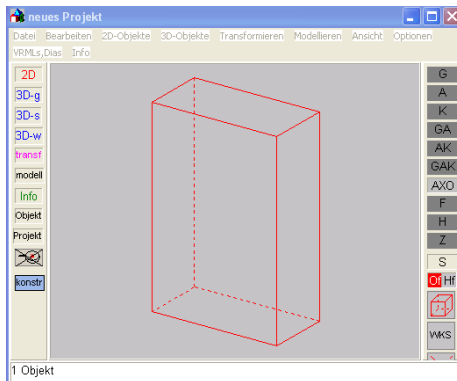 neues Projekt
Datei Bearbeiten 2D-Objekte 3D-Objekte Transformieren Modellieren Ansicht Optionen
VRMLs,Dias Info
2D
3D-g
3D-s
3D-w
transf
modell
Info
Objekt
Projekt
konstr
G
A
K
GA
AK
GAK
AXO
F
H
Z
S
Of Hf
WKS
1 Objekt